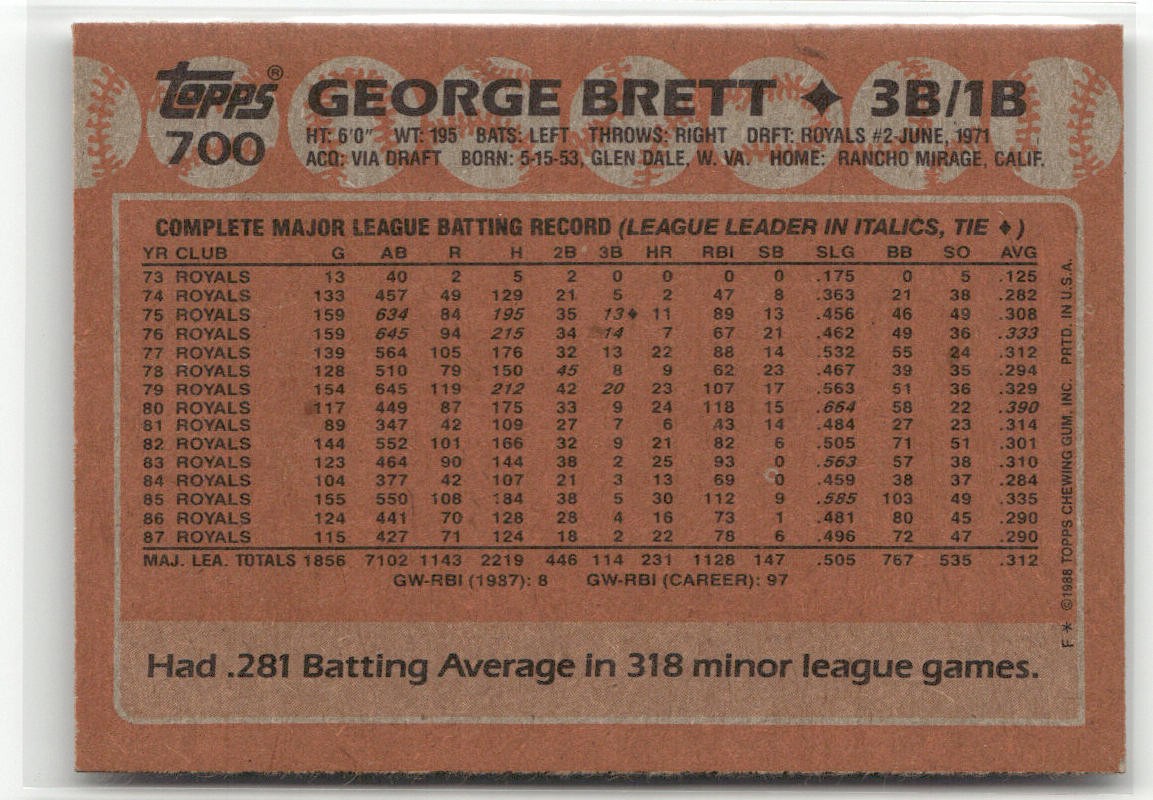 Topps® GEORGE BRETT ♦ 3B/1B
700 HT: 6'0" WT: 195 BATS: LEFT THROWS: RIGHT DRFT: ROYALS #2-JUNE, 1971
ACQ: VIA DRAFT BORN: 5-15-53, GLEN DALE, W. VA. HOME: RANCHO MIRAGE, CALIF.
COMPLETE MAJOR LEAGUE BATTING RECORD (LEAGUE LEADER IN ITALICS, TIE ♦)
YR CLUB G AB R H 2B 3B HR RBI SB SLG BB SO AVG
73 ROYALS 13 40 2 5 2 0 0 0 0 .175 0 5 .125
74 ROYALS 133 457 49 129 21 5 2 47 8 .363 21 38 .282
75 ROYALS 159 634 84 195 35 13♦ 11 89 13 .456 46 49 .308
76 ROYALS 159 645 94 215 34 14 7 67 21 .462 49 36 .333
77 ROYALS 139 564 105 176 32 13 22 88 14 .532 55 24 .312
78 ROYALS 128 510 79 150 45 8 9 62 23 .467 39 35 .294
79 ROYALS 154 645 119 212 42 20 23 107 17 .563 51 36 .329
80 ROYALS 117 449 87 175 33 9 24 118 15 .664 58 22 .390
81 ROYALS 89 347 42 109 27 7 6 43 14 .484 27 23 .314
82 ROYALS 144 552 101 166 32 9 21 82 6 .505 71 51 .301
83 ROYALS 123 464 90 144 38 2 25 93 0 .563 57 38 .310
84 ROYALS 104 377 42 107 21 3 13 69 0 .459 38 37 .284
85 ROYALS 155 550 108 184 38 5 30 112 9 .585 103 49 .335
86 ROYALS 124 441 70 128 28 4 16 73 1 .481 80 45 .290
87 ROYALS 115 427 71 124 18 2 22 78 6 .496 72 47 .290
MAJ. LEA. TOTALS 1856 7102 1143 2219 446 114 231 1128 147 .505 767 535 .312
GW-RBI (1987): 8 GW-RBI (CAREER): 97
Had .281 Batting Average in 318 minor league games.
F * ©1988 TOPPS CHEWING GUM, INC. PRTD. IN U.S.A.